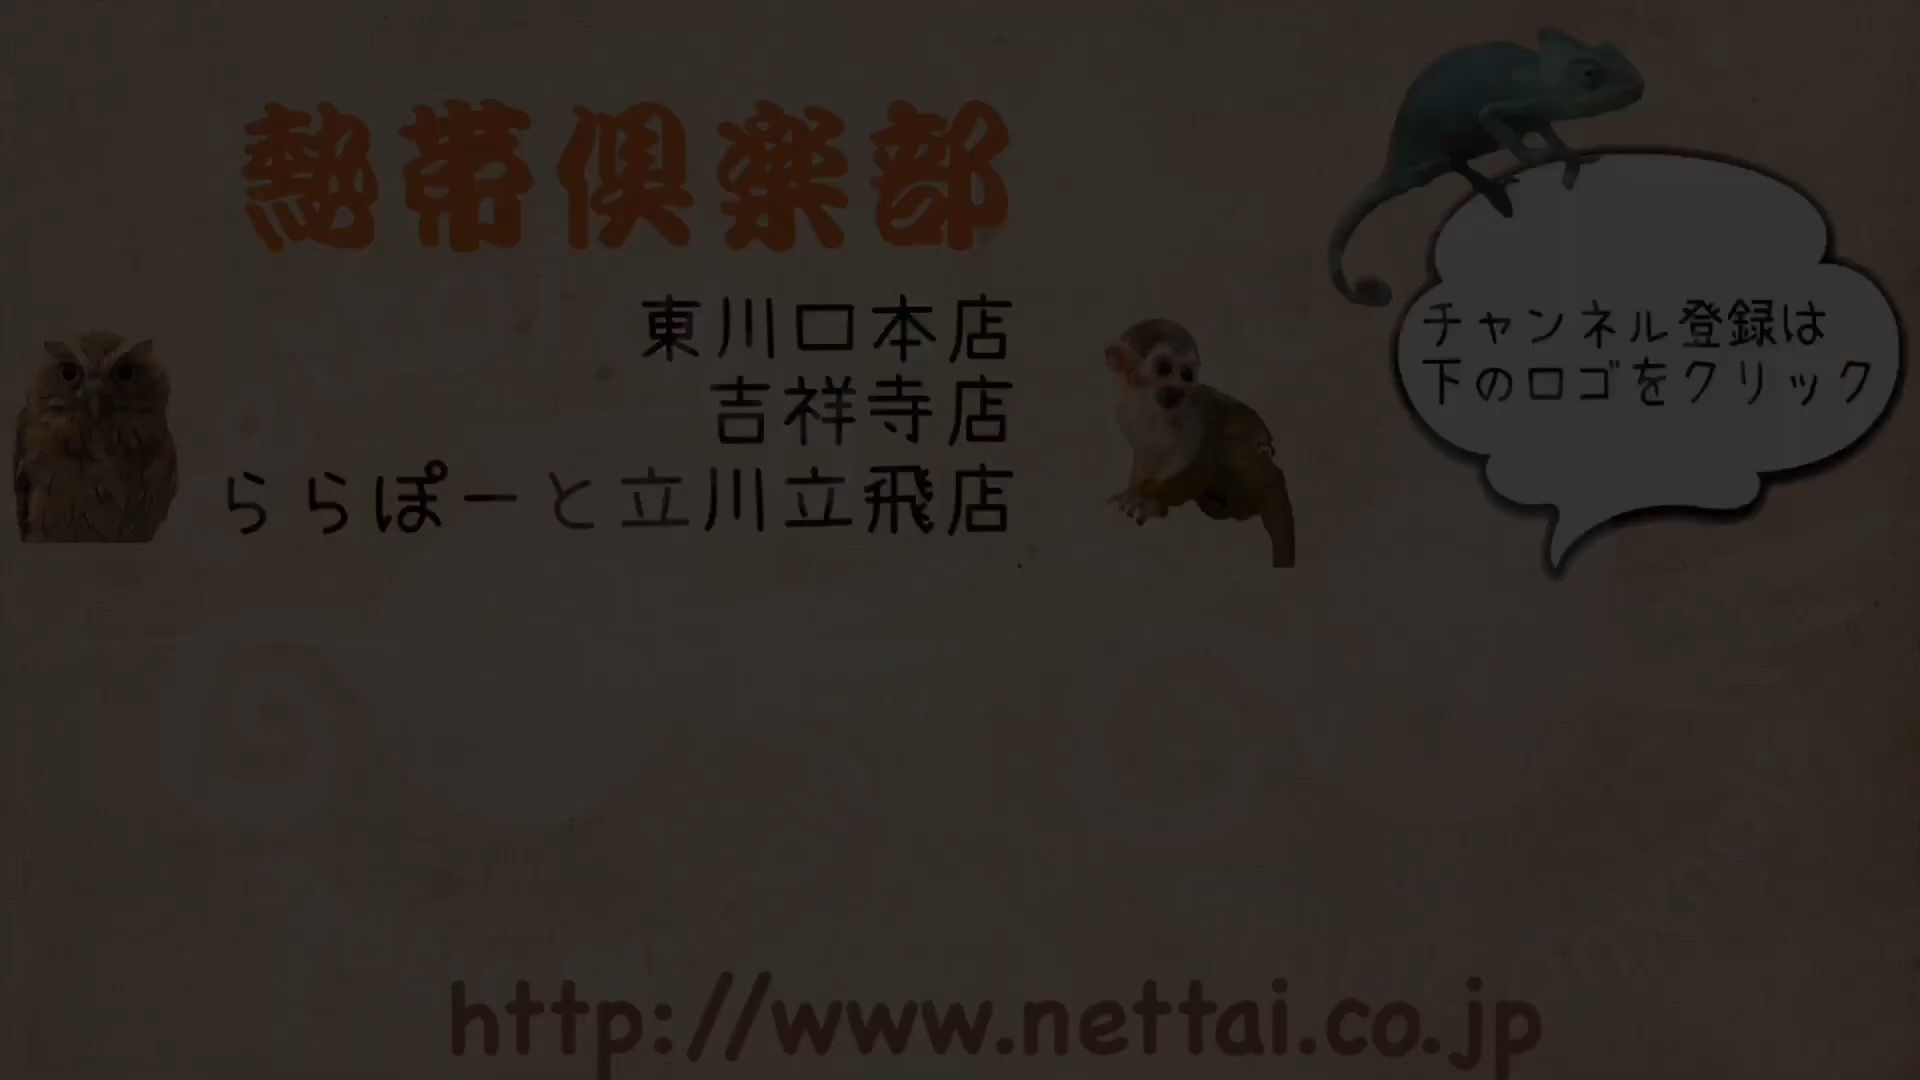 熱帯倶楽部
東川口本店
吉祥寺店
ららぽーと立川立飛店
チャンネル登録は
下のロゴをクリック
http://www.nettai.co.jp